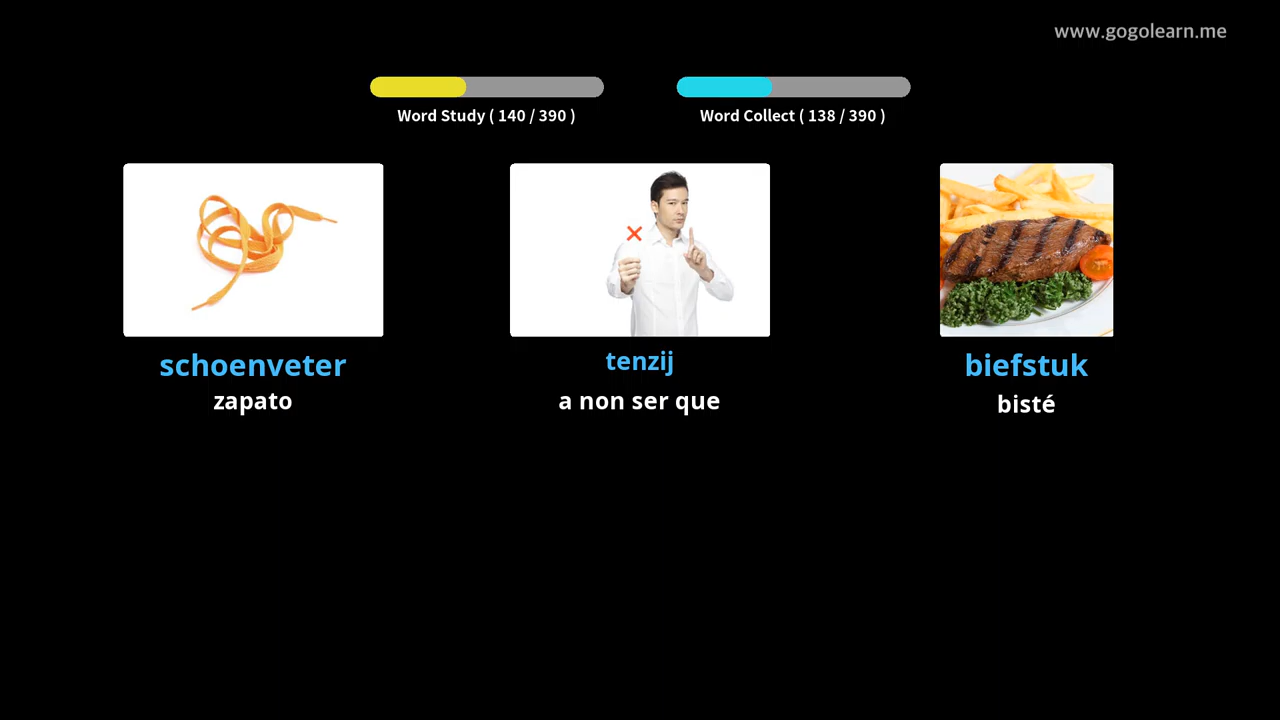 www.gogolearn.me
Word Study ( 140 / 390 )
Word Collect ( 138 / 390 )
schoenveter
zapato
tenzij
a non ser que
biefstuk
bisté